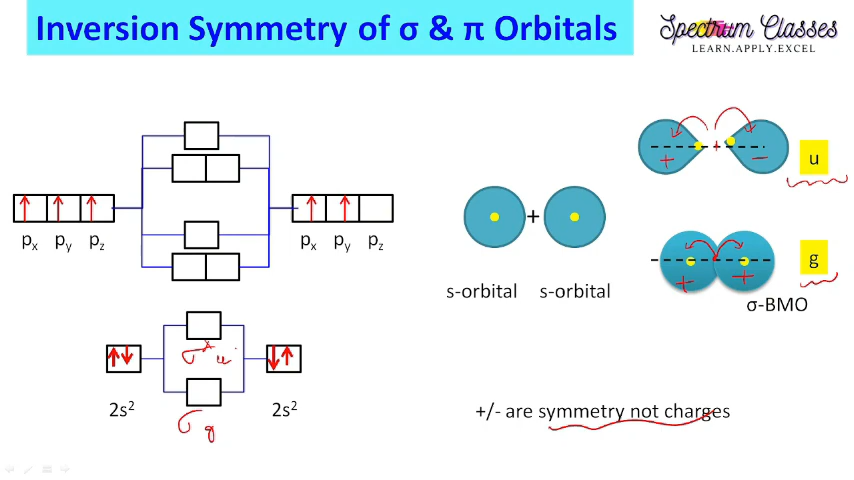 Inversion Symmetry of σ & π Orbitals
Spectrum Classes
LEARN.APPLY.EXCEL
px py pz
px py pz
+ + −
u
+
s-orbital s-orbital
+ +
g
σ-BMO
σ* u
2s²
2s²
σ g
+/- are symmetry not charges